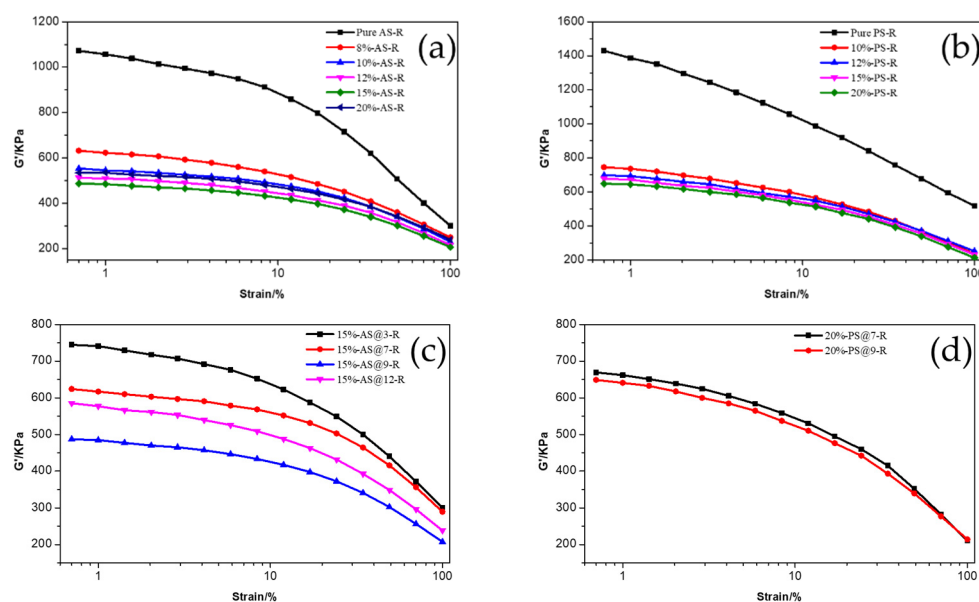 1200
1000
800
600
400
200
G'/KPa
1
10
100
Strain/%
Pure AS-R
8%-AS-R
10%-AS-R
12%-AS-R
15%-AS-R
20%-AS-R
(a)
1600
1400
1200
1000
800
600
400
200
G'/KPa
1
10
100
Strain/%
Pure PS-R
10%-PS-R
12%-PS-R
15%-PS-R
20%-PS-R
(b)
800
700
600
500
400
300
200
G'/KPa
1
10
100
Strain/%
15%-AS@3-R
15%-AS@7-R
15%-AS@9-R
15%-AS@12-R
(c)
800
700
600
500
400
300
200
G'/KPa
1
10
100
Strain/%
20%-PS@7-R
20%-PS@9-R
(d)